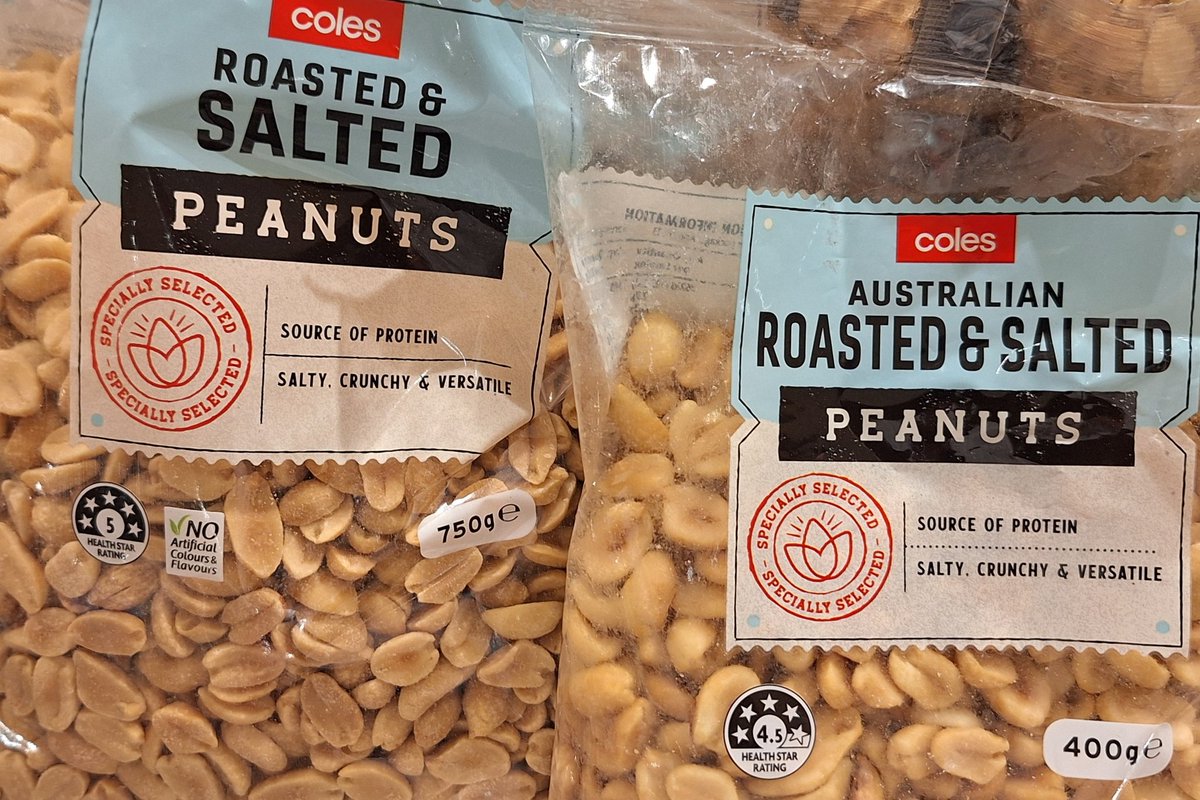 coles
ROASTED &
SALTED
PEANUTS
SPECIALLY SELECTED
- SPECIALLY SELECTED -
SOURCE OF PROTEIN
SALTY, CRUNCHY & VERSATILE
5
HEALTH STAR
RATING
NO
Artificial
Colours &
Flavours
750g℮
INFORMATION
coles
AUSTRALIAN
ROASTED & SALTED
PEANUTS
SPECIALLY SELECTED
- SPECIALLY SELECTED -
SOURCE OF PROTEIN
SALTY, CRUNCHY & VERSATILE
4.5
HEALTH STAR
RATING
400g℮